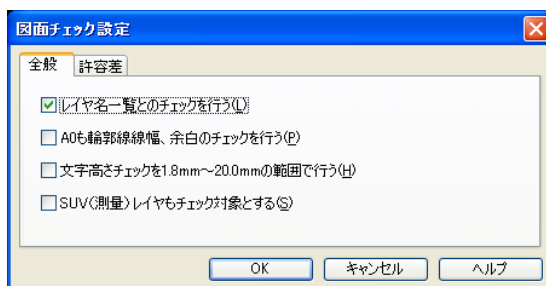 図面チェック設定
全般 許容差
レイヤ名一覧とのチェックを行う(L)
A0も輪郭線線幅、余白のチェックを行う(P)
文字高さチェックを1.8mm～20.0mmの範囲で行う(H)
SUV(測量)レイヤもチェック対象とする(S)
OK キャンセル ヘルプ